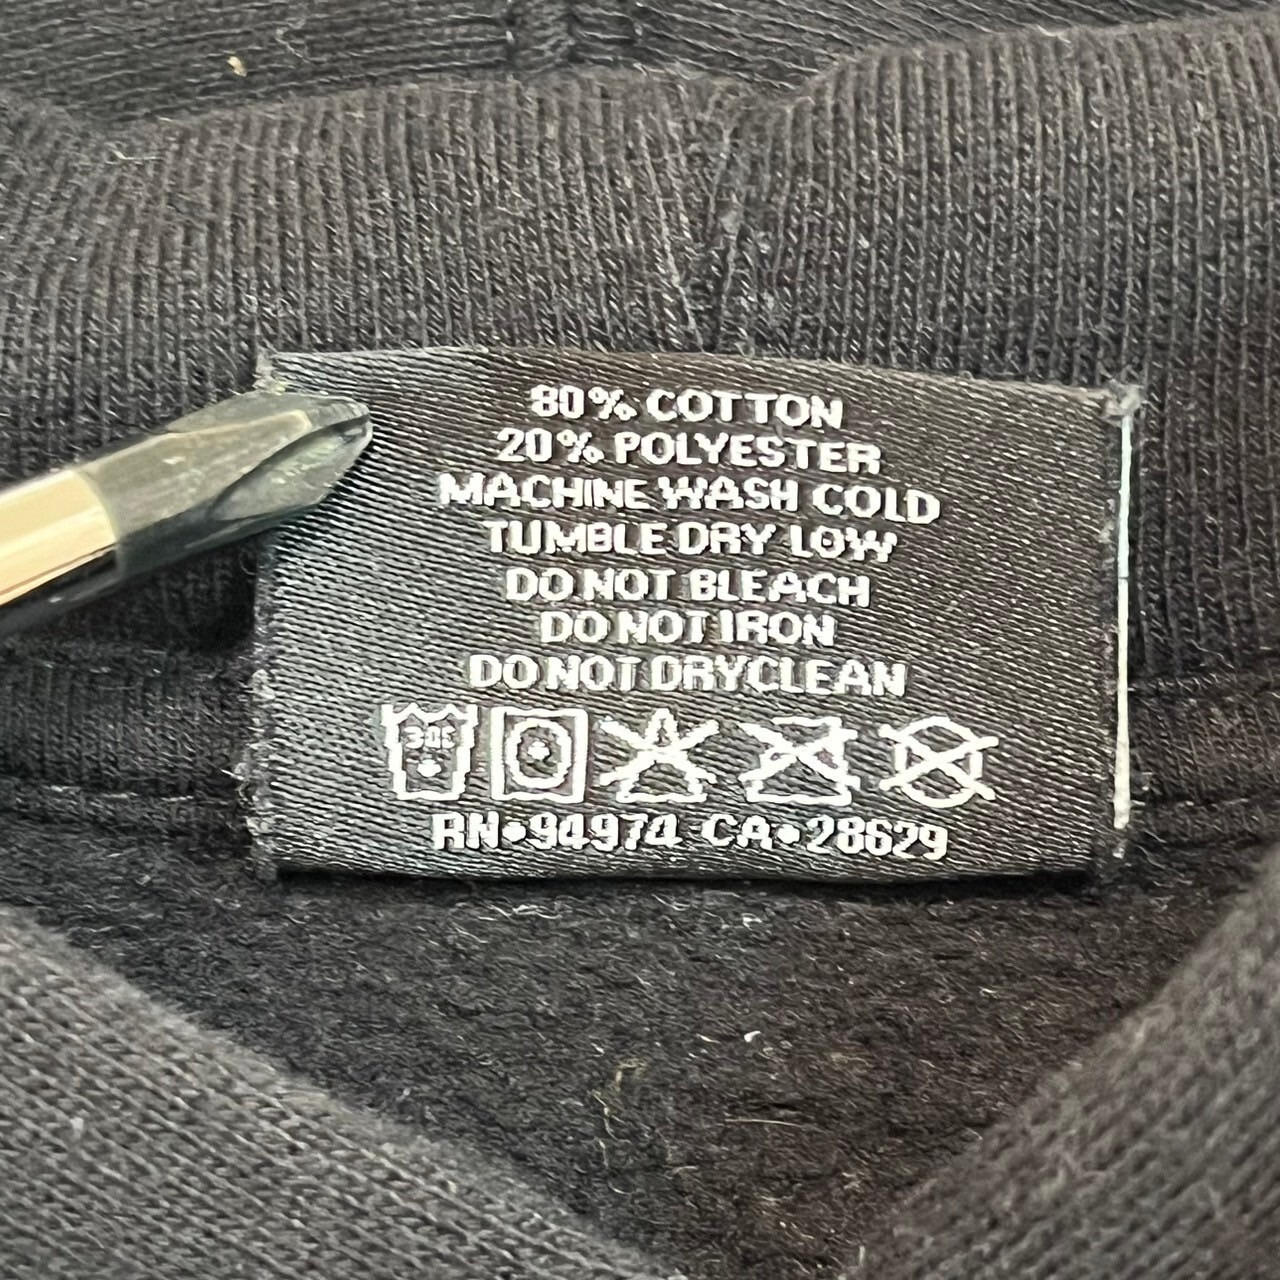 80% COTTON
20% POLYESTER
MACHINE WASH COLD
TUMBLE DRY LOW
DO NOT BLEACH
DO NOT IRON
DO NOT DRYCLEAN
RN•94974 CA•28629